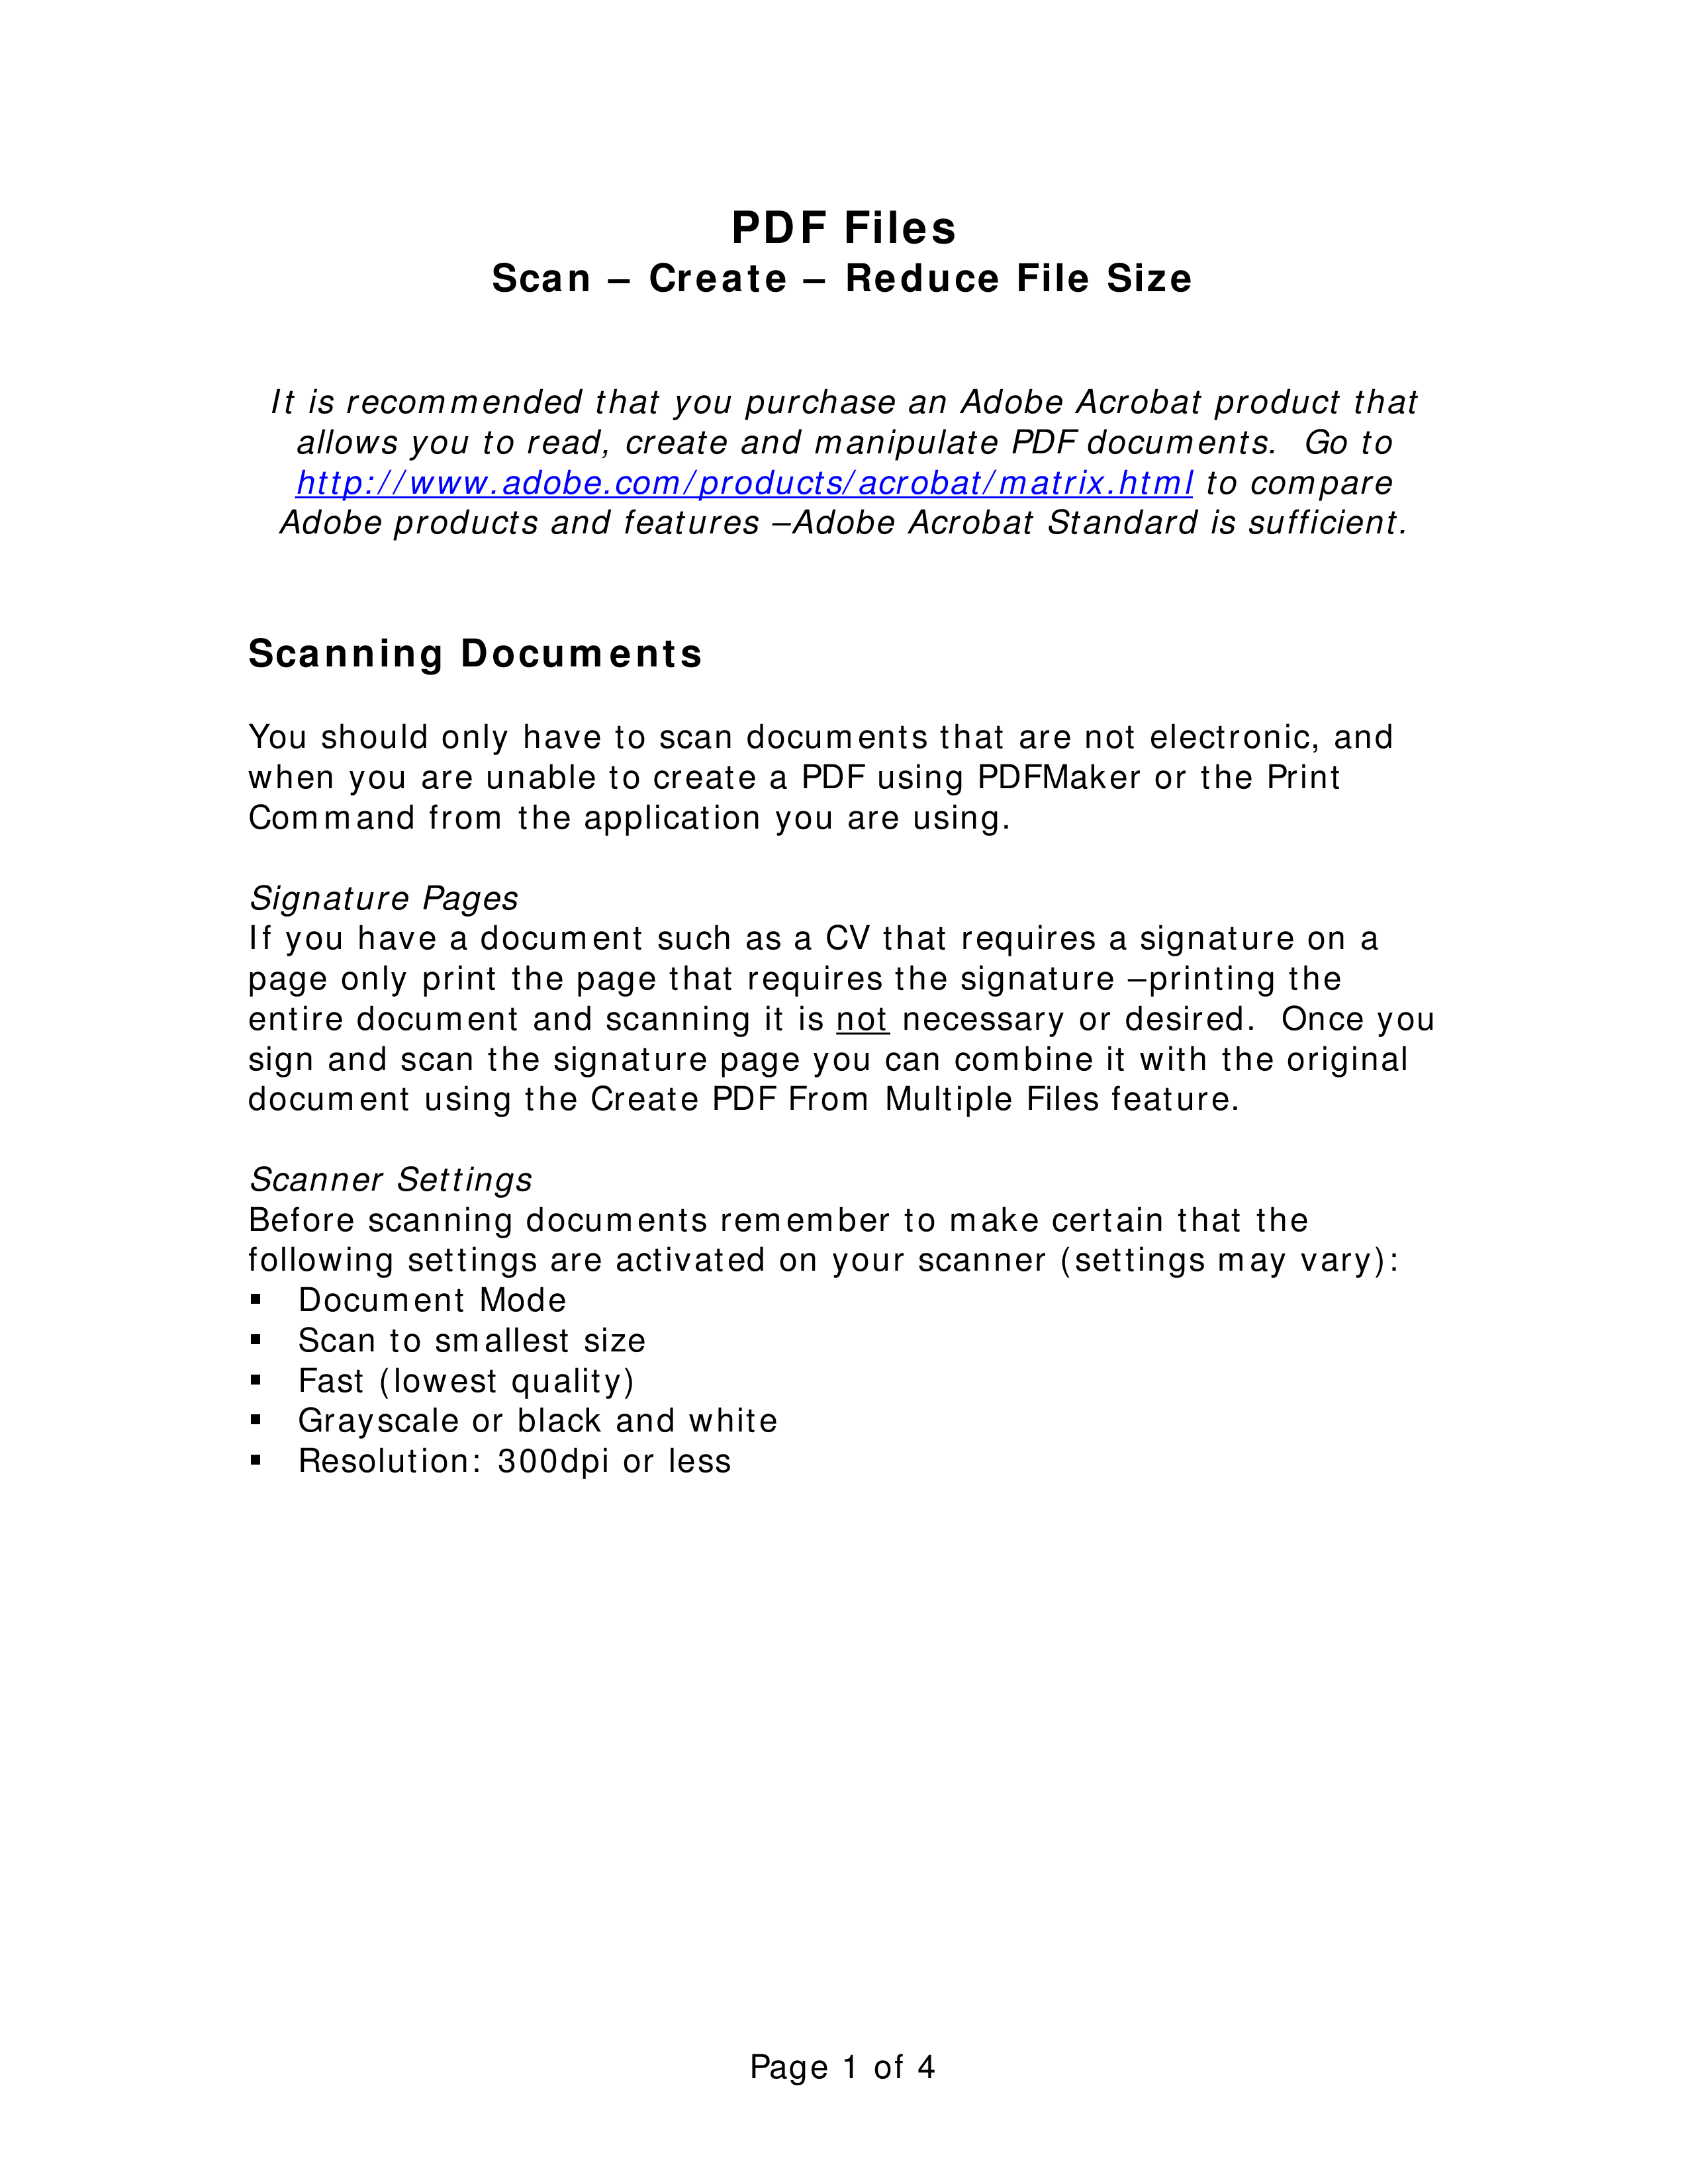 PDF Files
Scan – Create – Reduce File Size
It is recommended that you purchase an Adobe Acrobat product that
allows you to read, create and manipulate PDF documents.  Go to
http://www.adobe.com/products/acrobat/matrix.html to compare
Adobe products and features –Adobe Acrobat Standard is sufficient.
Scanning Documents
You should only have to scan documents that are not electronic, and
when you are unable to create a PDF using PDFMaker or the Print
Command from the application you are using.
Signature Pages
If you have a document such as a CV that requires a signature on a
page only print the page that requires the signature –printing the
entire document and scanning it is not necessary or desired.  Once you
sign and scan the signature page you can combine it with the original
document using the Create PDF From Multiple Files feature.
Scanner Settings
Before scanning documents remember to make certain that the
following settings are activated on your scanner (settings may vary):
▪ Document Mode
▪ Scan to smallest size
▪ Fast (lowest quality)
▪ Grayscale or black and white
▪ Resolution: 300dpi or less
Page 1 of 4